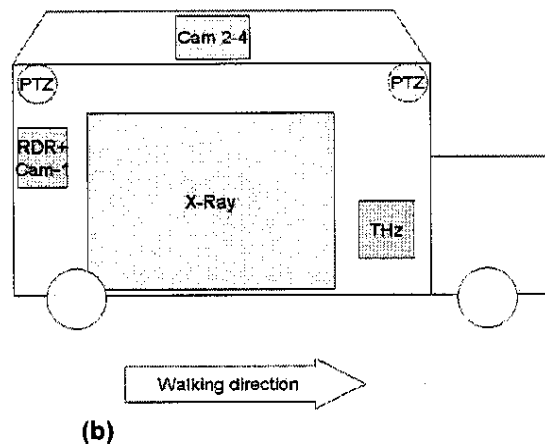 Cam 2-4
PTZ
PTZ
RDR+
Cam-1
X-Ray
THz
Walking direction
(b)